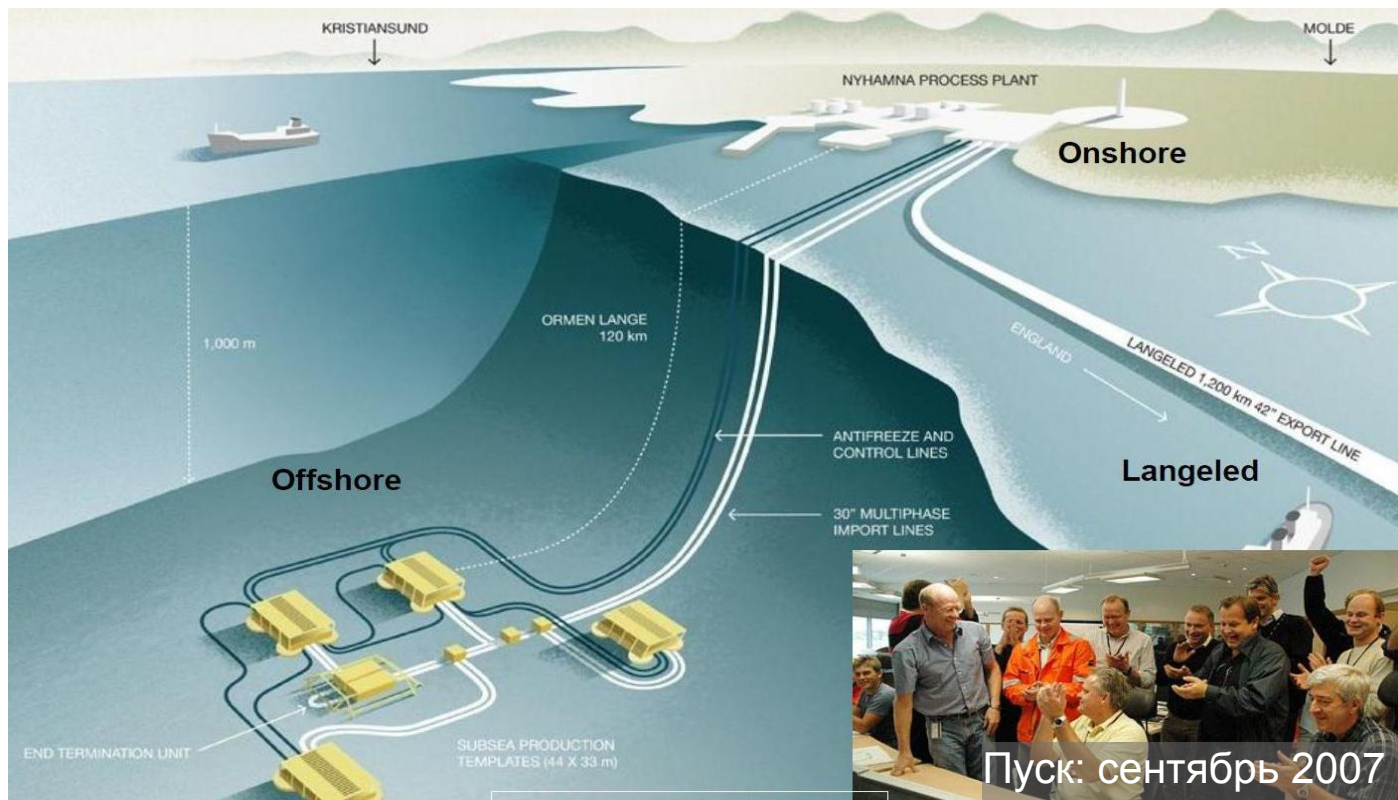 KRISTIANSUND
MOLDE
NYHAMNA PROCESS PLANT
Onshore
N
ORMEN LANGE
120 km
1,000 m
ENGLAND
LANGELED 1,200 km 42" EXPORT LINE
ANTIFREEZE AND
CONTROL LINES
Offshore
Langeled
30" MULTIPHASE
IMPORT LINES
END TERMINATION UNIT
SUBSEA PRODUCTION
TEMPLATES (44 X 33 m)
Пуск: сентябрь 2007